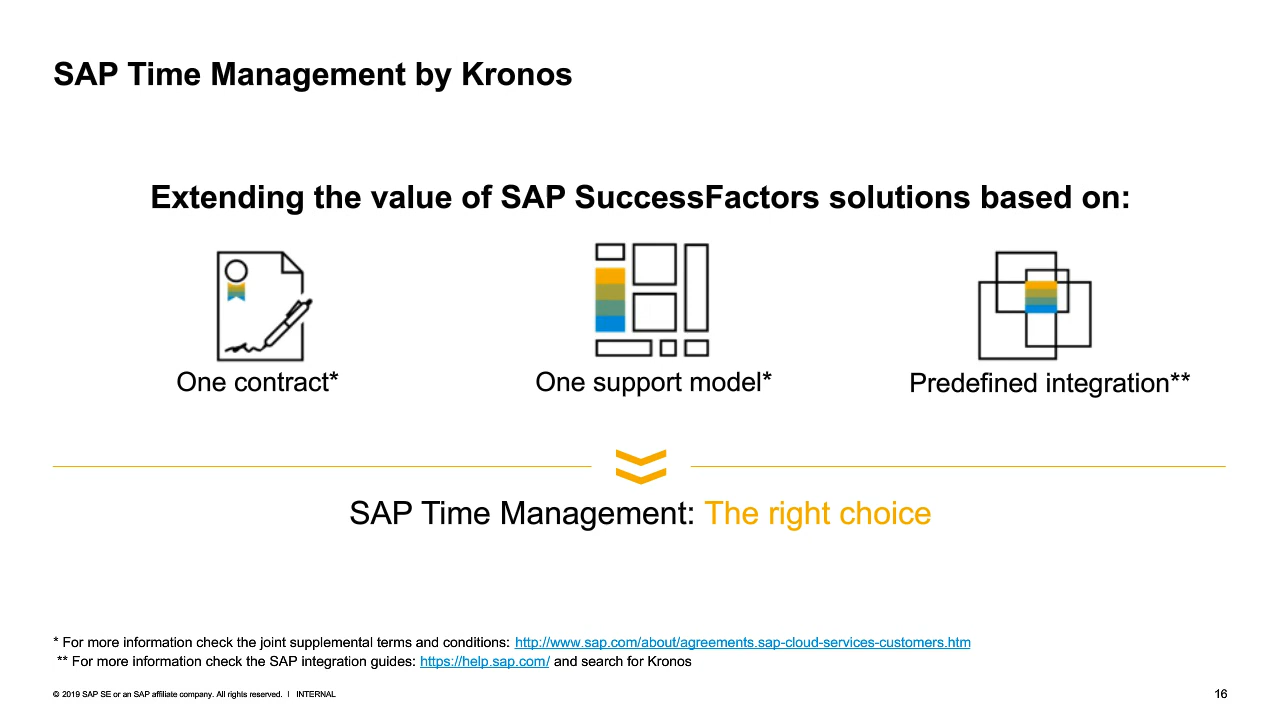 SAP Time Management by Kronos
Extending the value of SAP SuccessFactors solutions based on:
One contract*
One support model*
Predefined integration**
SAP Time Management: The right choice
* For more information check the joint supplemental terms and conditions: http://www.sap.com/about/agreements.sap-cloud-services-customers.htm
** For more information check the SAP integration guides: https://help.sap.com/ and search for Kronos
© 2019 SAP SE or an SAP affiliate company. All rights reserved. ǀ INTERNAL
16